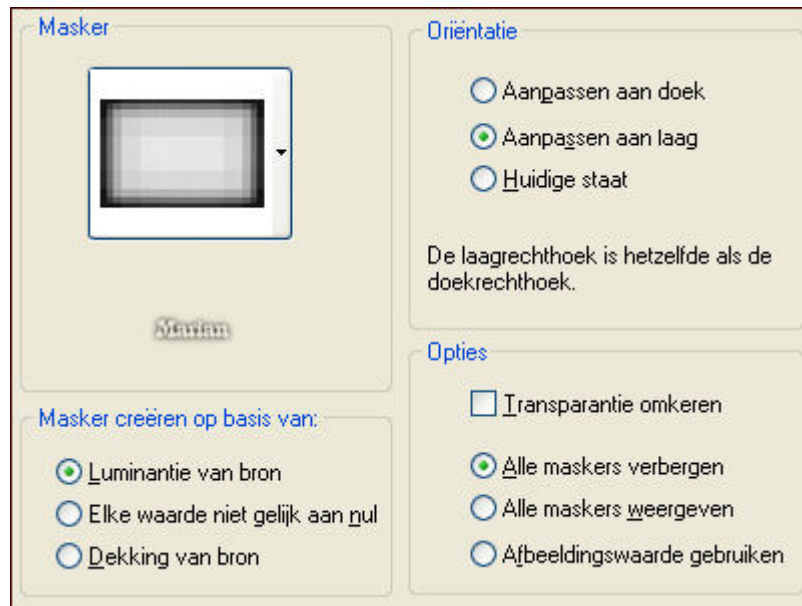 Masker
Marian
Masker creëren op basis van:
Luminantie van bron
Elke waarde niet gelijk aan nul
Dekking van bron
Oriëntatie
Aanpassen aan doek
Aanpassen aan laag
Huidige staat
De laagrechthoek is hetzelfde als de
doekrechthoek.
Opties
Transparantie omkeren
Alle maskers verbergen
Alle maskers weergeven
Afbeeldingswaarde gebruiken